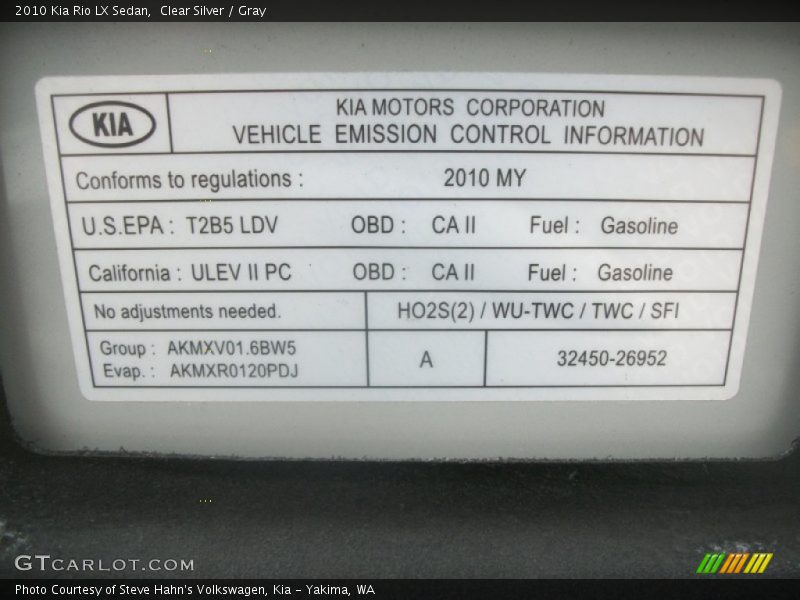 2010 Kia Rio LX Sedan,  Clear Silver / Gray
KIA
KIA MOTORS CORPORATION
VEHICLE EMISSION CONTROL INFORMATION
Conforms to regulations : 2010 MY
U.S.EPA : T2B5 LDV OBD : CA II Fuel : Gasoline
California : ULEV II PC OBD : CA II Fuel : Gasoline
No adjustments needed. HO2S(2) / WU-TWC / TWC / SFI
Group : AKMXV01.6BW5
Evap. : AKMXR0120PDJ
A 32450-26952
GTCARLOT.COM
Photo Courtesy of Steve Hahn's Volkswagen, Kia - Yakima, WA